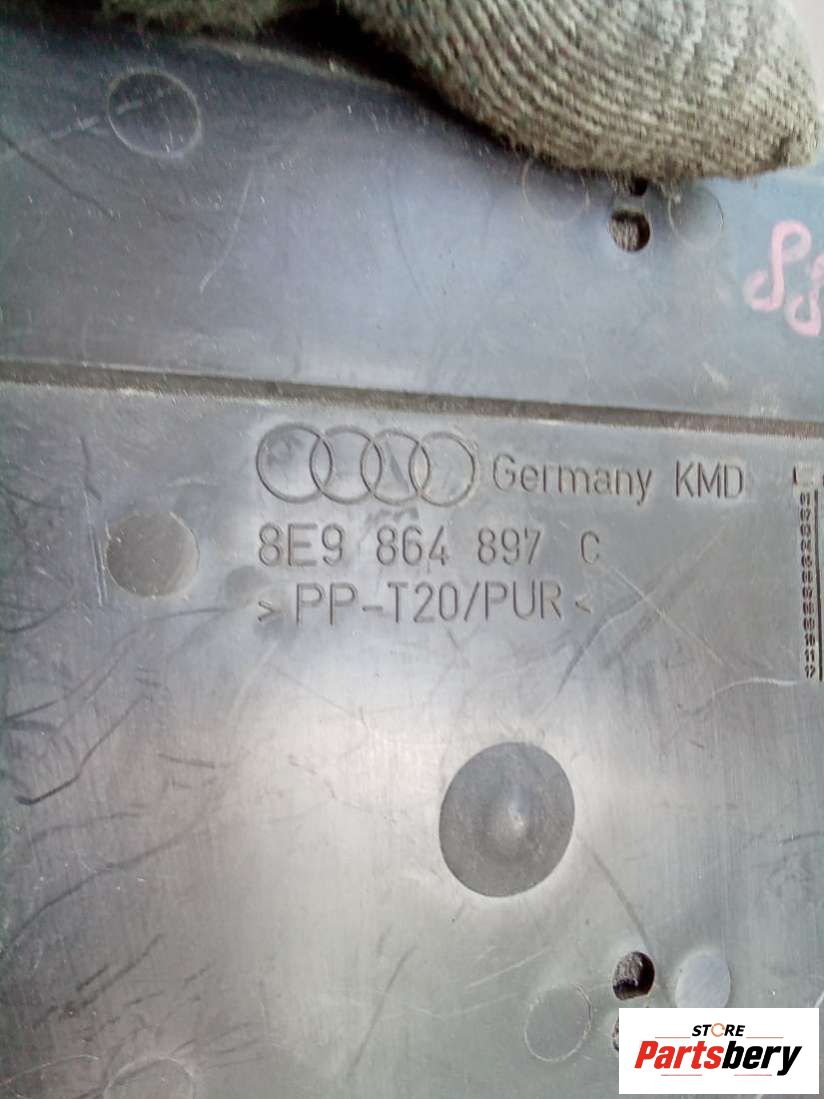 Germany KMD
8E9 864 897 C
>PP-T20/PUR<
STORE
Partsbery